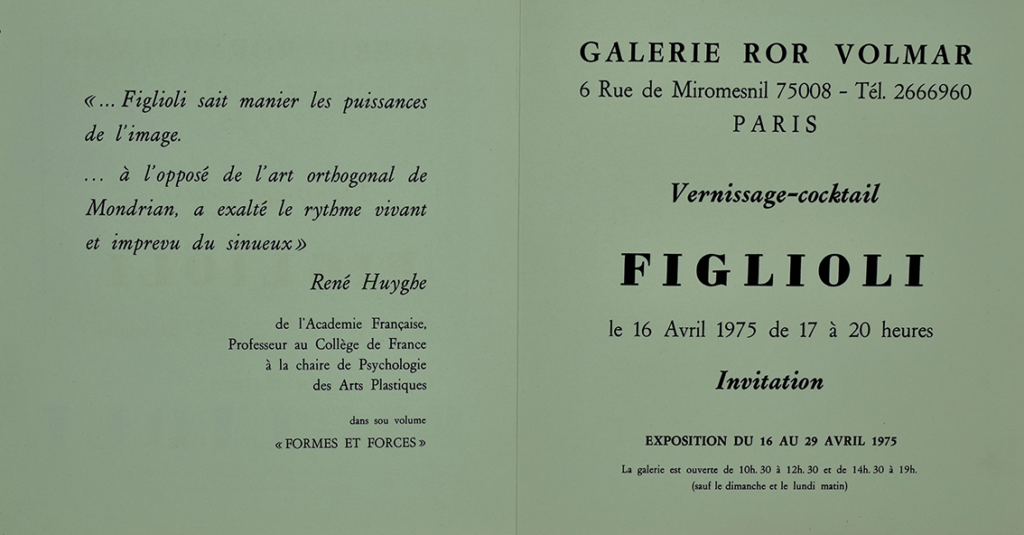 « ... Figlioli sait manier les puissances
de l'image.
... à l'opposé de l'art orthogonal de
Mondrian, a exalté le rythme vivant
et imprevu du sinueux »
René Huyghe
de l'Academie Française,
Professeur au Collège de France
à la chaire de Psychologie
des Arts Plastiques
dans sou volume
« FORMES ET FORCES »
GALERIE ROR VOLMAR
6 Rue de Miromesnil 75008 - Tél. 2666960
PARIS
Vernissage-cocktail
FIGLIOLI
le 16 Avril 1975 de 17 à 20 heures
Invitation
EXPOSITION DU 16 AU 29 AVRIL 1975
La galerie est ouverte de 10h. 30 à 12h. 30 et de 14h. 30 à 19h.
(sauf le dimanche et le lundi matin)